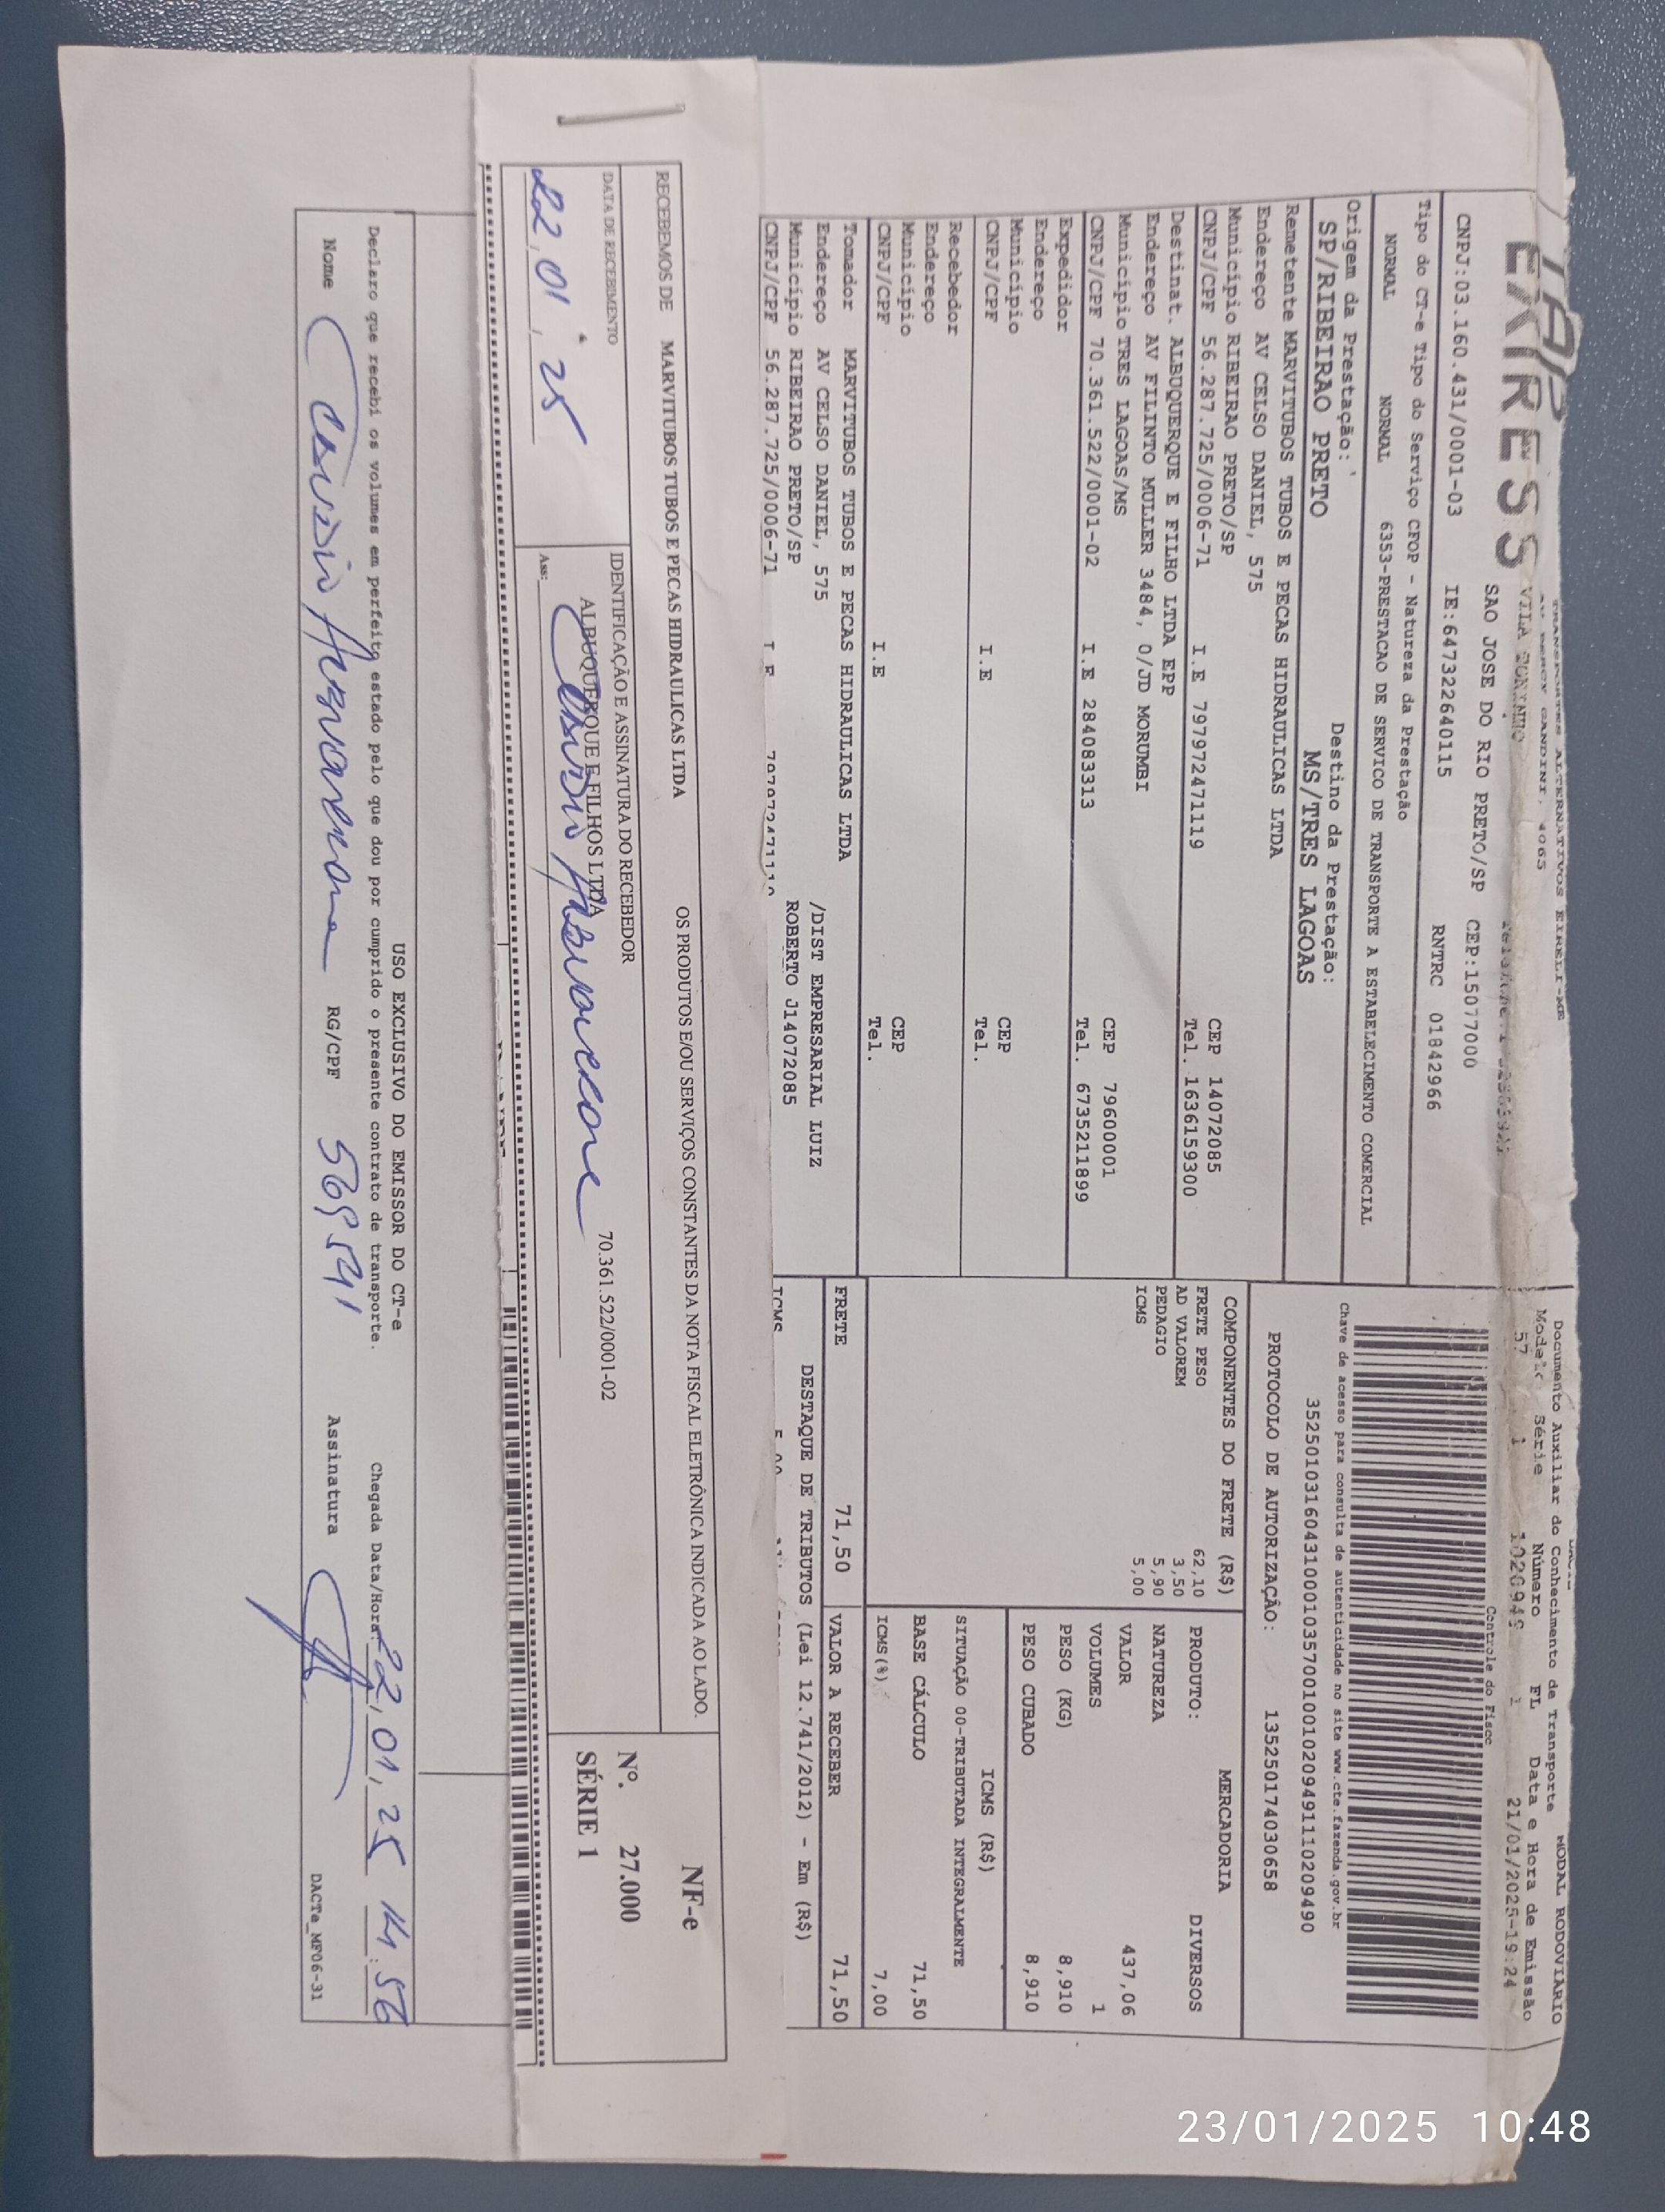 TAR
EXPRESS
TRANSPORTES ALTERNATIVOS EIRELI-ME
SAO JOSE DO RIO PRETO/SP CEP:15077000
CNPJ:03.160.431/0001-03 IE:647322640115 RNTRC 01842966
Documento Auxiliar do Conhecimento de Transporte MODAL RODOVIÁRIO
Modelo Série Número FL Data e Hora de Emissão
57 1 1020949 1 21/01/2025-19:24
Controle do Fisco
Tipo do CT-e Tipo do Serviço CFOP - Natureza da Prestação
NORMAL NORMAL 6353-PRESTACAO DE SERVICO DE TRANSPORTE A ESTABELECIMENTO COMERCIAL
Chave de acesso para consulta de autenticidade no site www.cte.fazenda.gov.br
35250103160431000103570010010209491110209490
Origem da Prestação: Destino da Prestação:
SP/RIBEIRAO PRETO MS/TRES LAGOAS
PROTOCOLO DE AUTORIZAÇÃO: 135250174030658
Remetente MARVITUBOS TUBOS E PECAS HIDRAULICAS LTDA
Endereço AV CELSO DANIEL, 575
Município RIBEIRAO PRETO/SP CEP 14072085
CNPJ/CPF 56.287.725/0006-71 I.E 797972471119 Tel. 1636159300
Destinat. ALBUQUERQUE E FILHO LTDA EPP
Endereço AV FILINTO MULLER 3484, 0/JD MORUMBI
Município TRES LAGOAS/MS CEP 79600001
CNPJ/CPF 70.361.522/0001-02 I.E 284083313 Tel. 6735211899
Expedidor
Endereço
Município CEP
CNPJ/CPF I.E Tel.
Recebedor
Endereço
Município CEP
CNPJ/CPF I.E Tel.
Tomador MARVITUBOS TUBOS E PECAS HIDRAULICAS LTDA
Endereço AV CELSO DANIEL, 575 /DIST EMPRESARIAL LUIZ
Município RIBEIRAO PRETO/SP ROBERTO J14072085
CNPJ/CPF 56.287.725/0006-71 I E 797972471119
COMPONENTES DO FRETE (R$)
FRETE PESO 62,10
AD VALOREM 3,50
PEDAGIO 5,90
ICMS 5,00
MERCADORIA
PRODUTO: DIVERSOS
NATUREZA
VALOR 437,06
VOLUMES 1
PESO (KG) 8,910
PESO CUBADO 8,910
ICMS (R$)
SITUAÇÃO 00-TRIBUTADA INTEGRALMENTE
BASE CÁLCULO 71,50
ICMS(%) 7,00
FRETE 71,50 VALOR A RECEBER 71,50
DESTAQUE DE TRIBUTOS (Lei 12.741/2012) - Em (R$)
ICMS
RECEBEMOS DE MARVITUBOS TUBOS E PECAS HIDRAULICAS LTDA OS PRODUTOS E/OU SERVIÇOS CONSTANTES DA NOTA FISCAL ELETRÔNICA INDICADA AO LADO.
DATA DE RECEBIMENTO
22,01,25
IDENTIFICAÇÃO E ASSINATURA DO RECEBEDOR
ALBUQUERQUE E FILHOS LTDA 70.361.522/0001-02
Ass:
NF-e
Nº. 27.000
SÉRIE 1
USO EXCLUSIVO DO EMISSOR DO CT-e
Declaro que recebi os volumes em perfeito estado pelo que dou por cumprido o presente contrato de transporte. Chegada Data/Hora: 22,01,25 14:56
Nome RG/CPF 569591 Assinatura
DACTe_MF06-31
23/01/2025 10:48